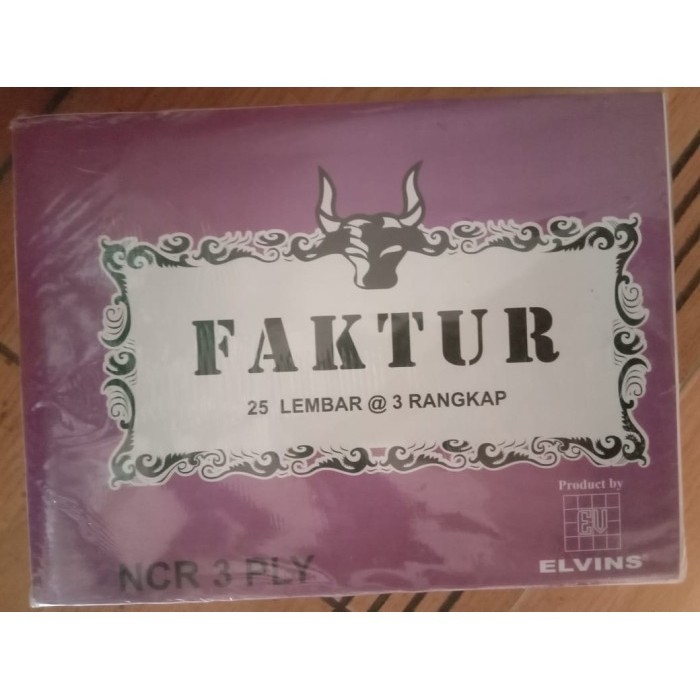 FAKTUR
25 LEMBAR @ 3 RANGKAP
Product by
EU
ELVINS®
NCR 3 PLY